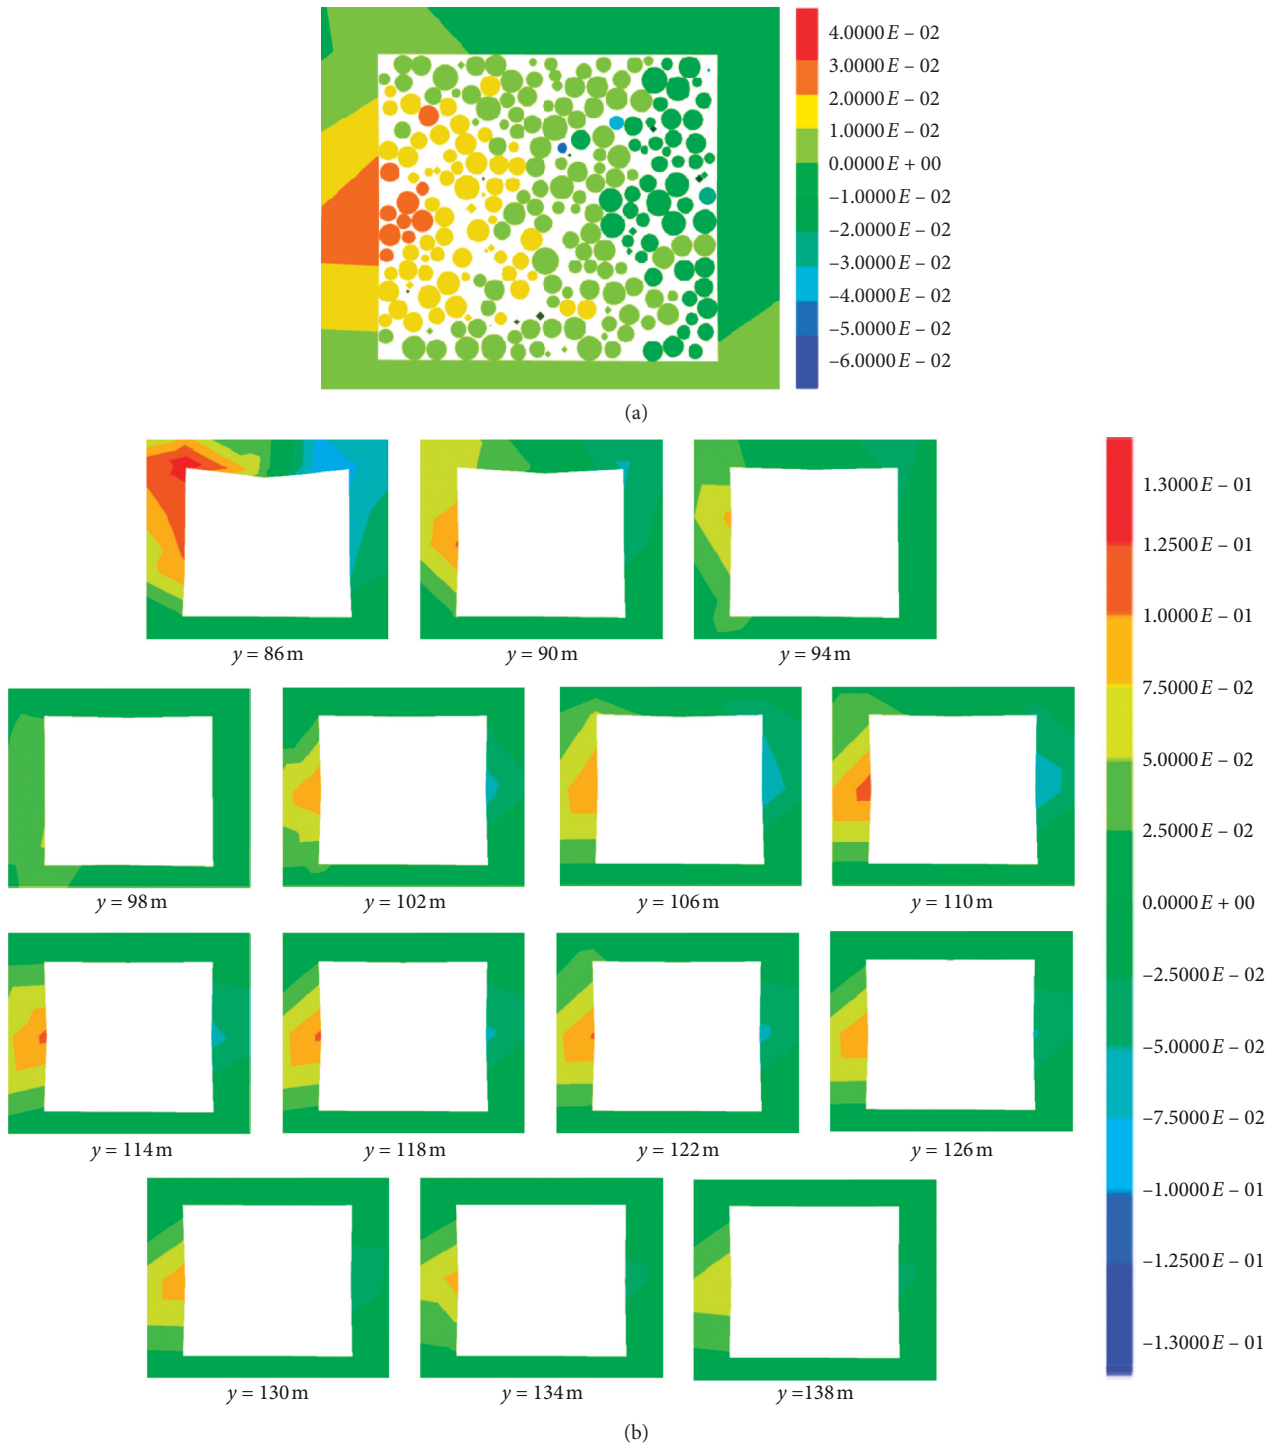 4.0000E – 02
3.0000E – 02
2.0000E – 02
1.0000E – 02
0.0000E + 00
–1.0000E – 02
–2.0000E – 02
–3.0000E – 02
–4.0000E – 02
–5.0000E – 02
–6.0000E – 02
(a)
y = 86 m
y = 90 m
y = 94 m
y = 98 m
y = 102 m
y = 106 m
y = 110 m
y = 114 m
y = 118 m
y = 122 m
y = 126 m
y = 130 m
y = 134 m
y =138 m
1.3000E – 01
1.2500E – 01
1.0000E – 01
7.5000E – 02
5.0000E – 02
2.5000E – 02
0.0000E + 00
–2.5000E – 02
–5.0000E – 02
–7.5000E – 02
–1.0000E – 01
–1.2500E – 01
–1.3000E – 01
(b)